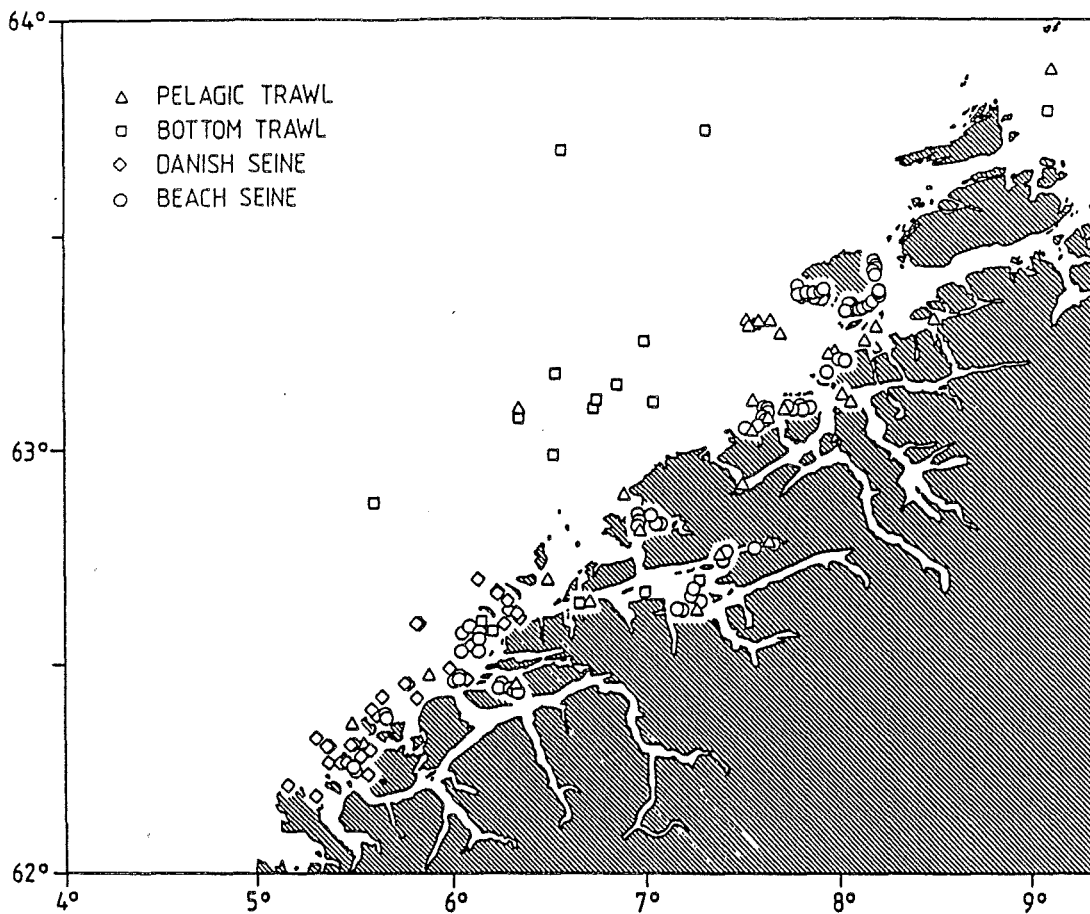 64°
△ PELAGIC TRAWL
□ BOTTOM TRAWL
◇ DANISH SEINE
○ BEACH SEINE
63°
62°
4° 5° 6° 7° 8° 9°